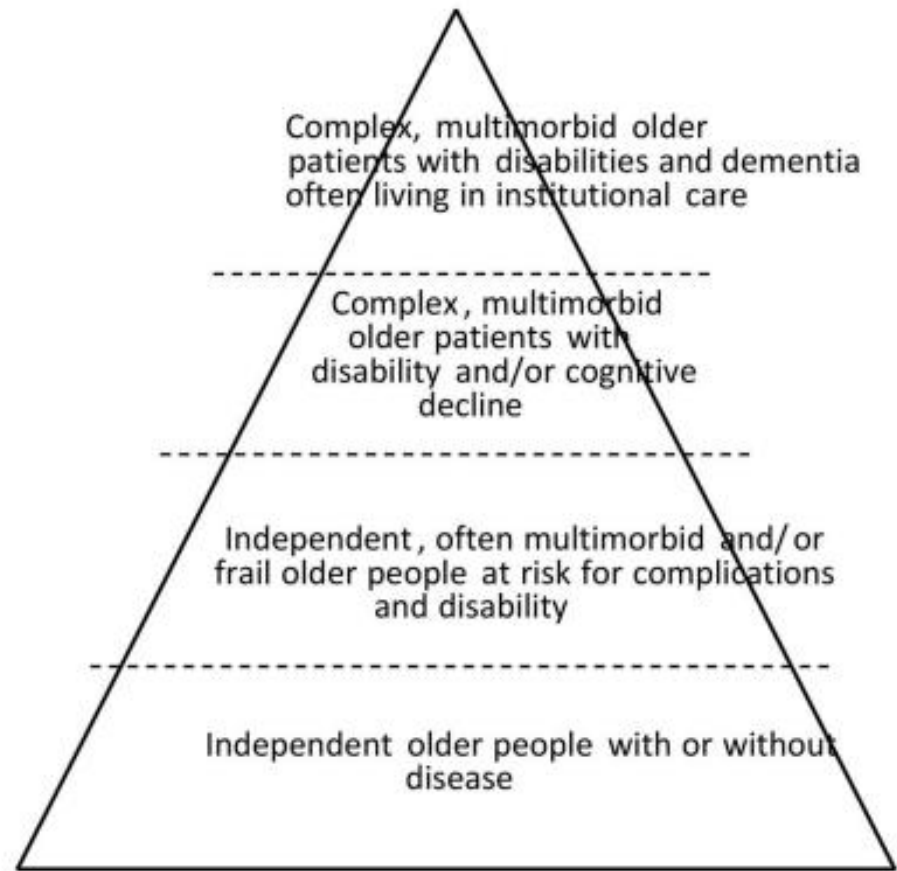 Complex, multimorbid older
patients with disabilities and dementia
often living in institutional care
Complex, multimorbid
older patients with
disability and/or cognitive
decline
Independent, often multimorbid and/or
frail older people at risk for complications
and disability
Independent older people with or without
disease